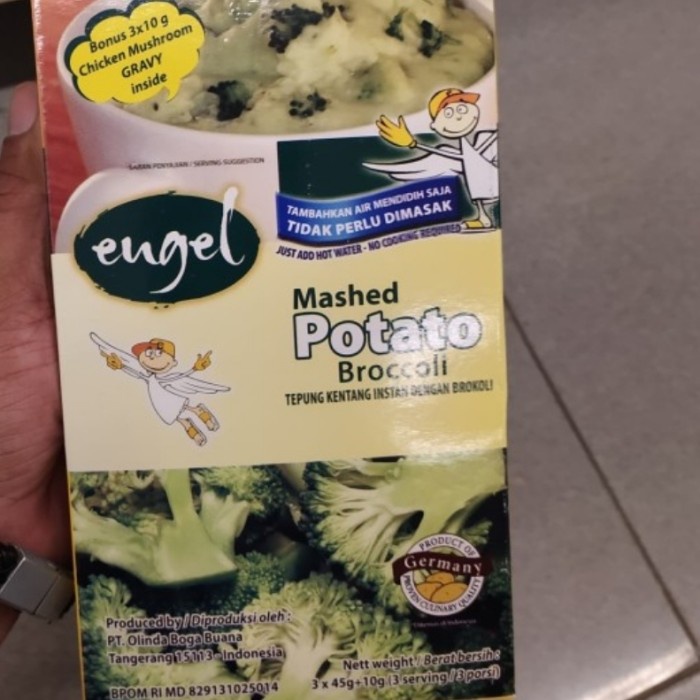 Bonus 3x10 g
Chicken Mushroom
GRAVY
inside
SARAN PENYAJIAN / SERVING SUGGESTION
TAMBAHKAN AIR MENDIDIH SAJA
TIDAK PERLU DIMASAK
JUST ADD HOT WATER - NO COOKING REQUIRED
engel
Mashed
Potato
Broccoli
TEPUNG KENTANG INSTAN DENGAN BROKOLI
PRODUCT OF
Germany
PROVEN CULINARY QUALITY
Produced by / Diproduksi oleh :
PT. Olinda Boga Buana
Tangerang 15113 - Indonesia
BPOM RI MD 829131025014
Nett weight / Berat bersih :
3 x 45g+10g (3 serving / 3 porsi)